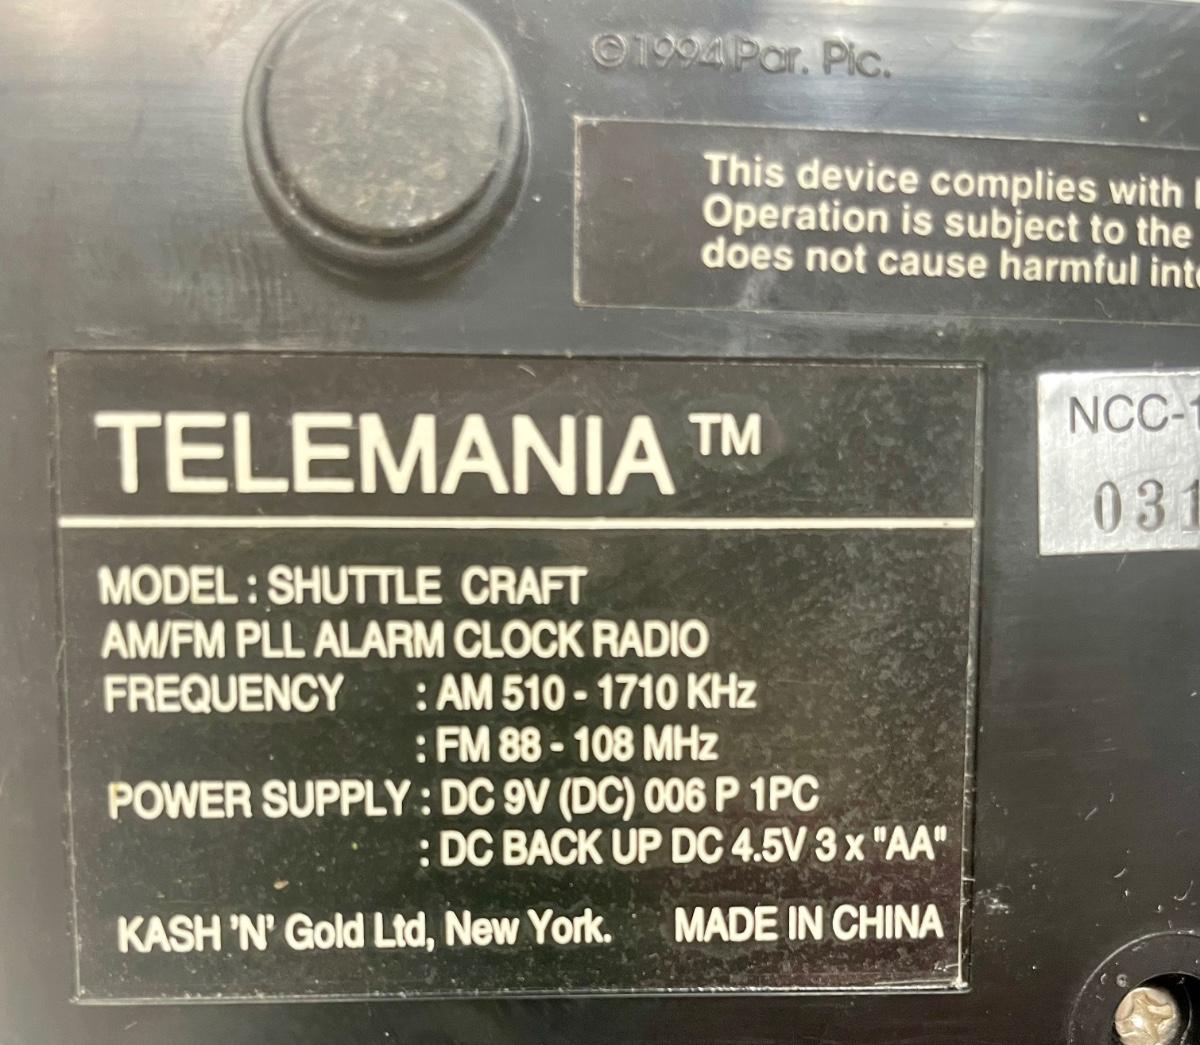 ©1994 Par. Pic.
This device complies with
Operation is subject to the
does not cause harmful
TELEMANIA ™
NCC-1
031
MODEL : SHUTTLE CRAFT
AM/FM PLL ALARM CLOCK RADIO
FREQUENCY : AM 510 - 1710 KHz
: FM 88 - 108 MHz
POWER SUPPLY : DC 9V (DC) 006 P 1PC
: DC BACK UP DC 4.5V 3 x "AA"
KASH 'N' Gold Ltd, New York. MADE IN CHINA